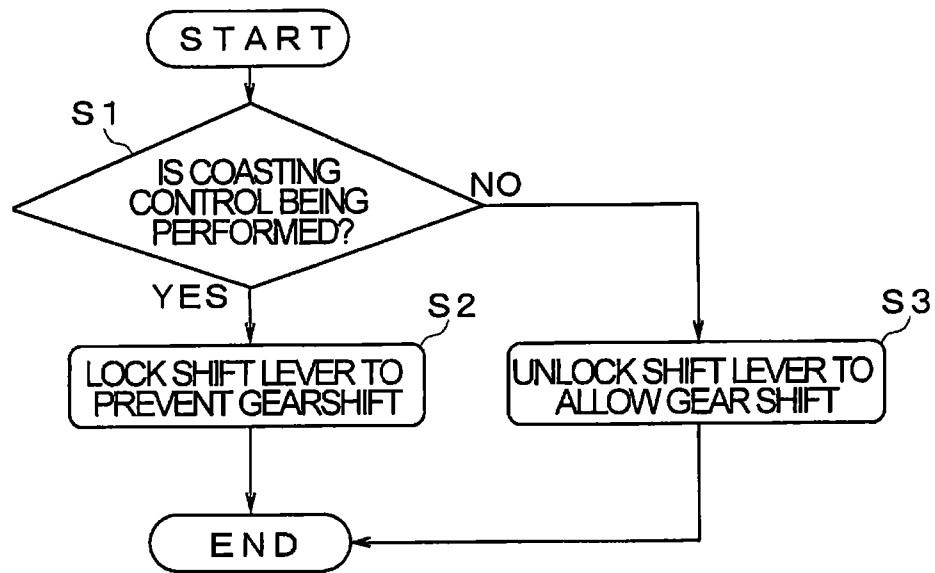 START
S1
IS COASTING
CONTROL BEING
PERFORMED?
NO
YES
S2
LOCK SHIFT LEVER TO
PREVENT GEARSHIFT
S3
UNLOCK SHIFT LEVER TO
ALLOW GEAR SHIFT
END